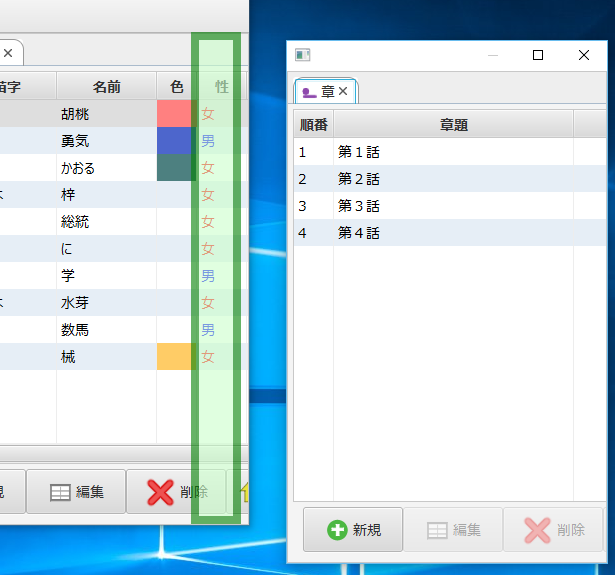 苗字 名前 色 性
胡桃 女
勇気 男
かおる 女
梓 女
総統 女
に 女
学 男
水芽 女
数馬 男
械 女
編集 削除
章
順番 章題
1 第１話
2 第２話
3 第３話
4 第４話
新規 編集 削除